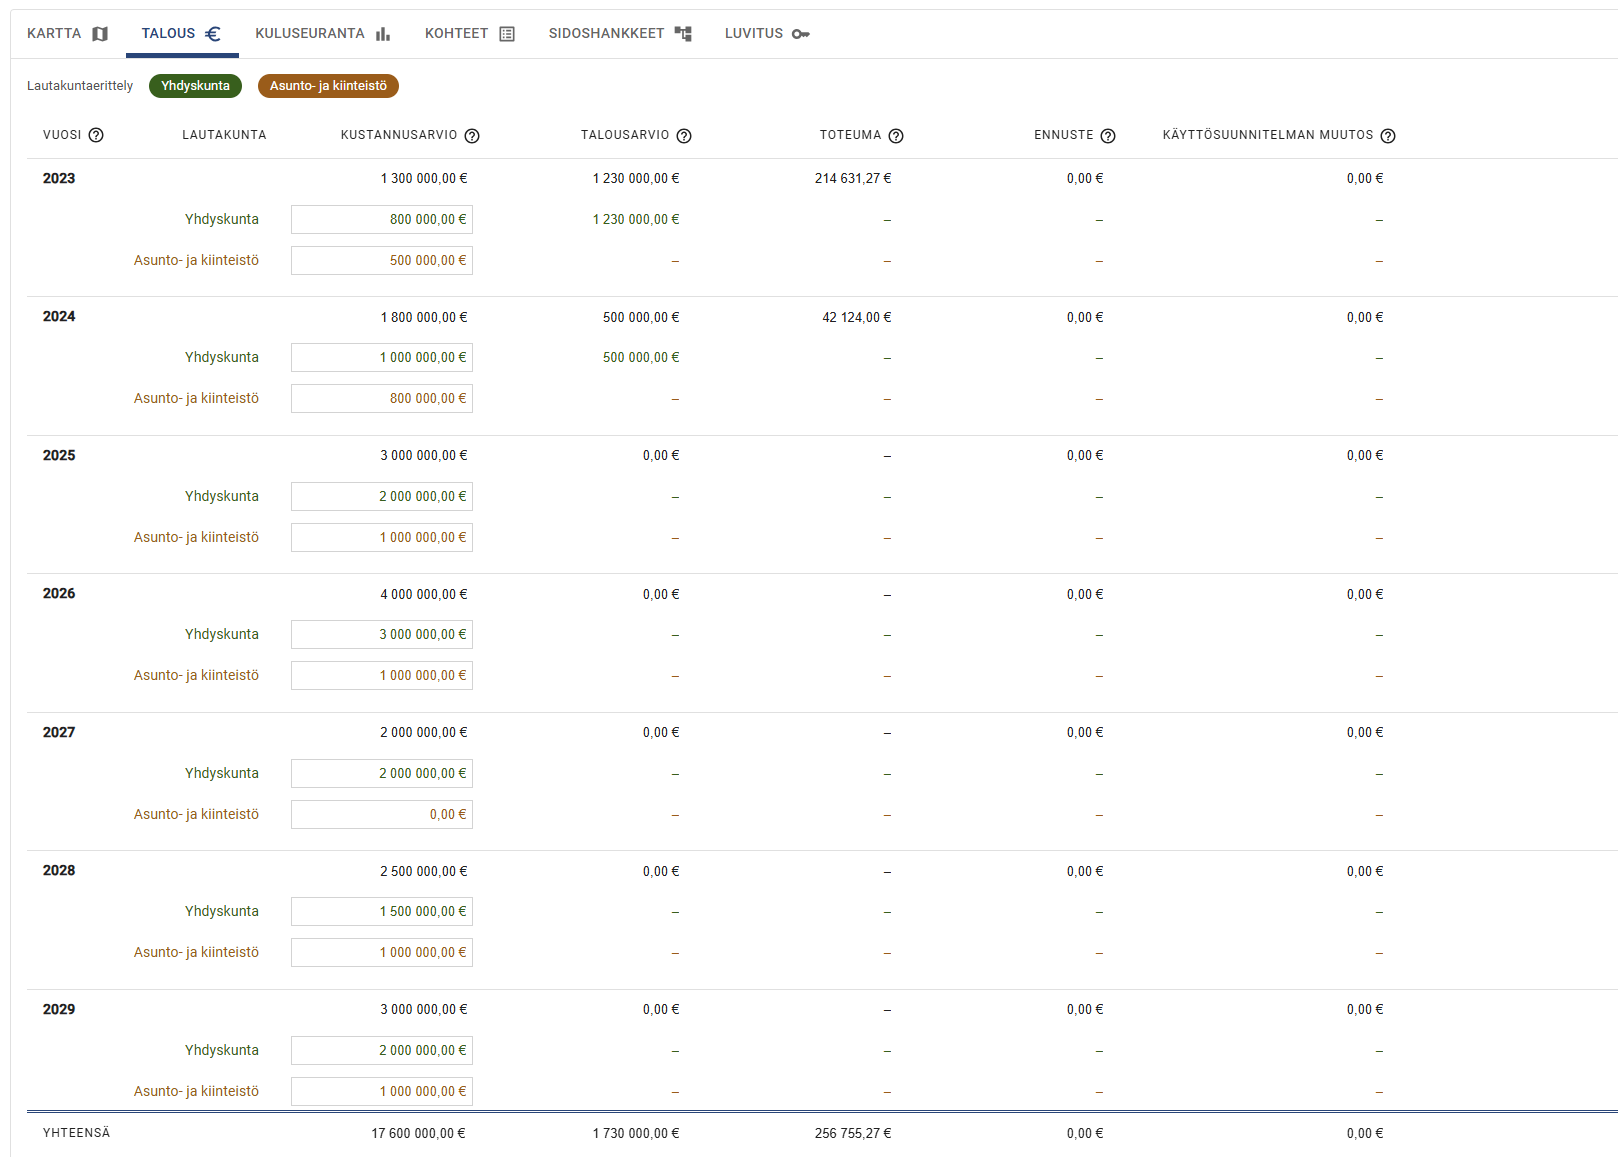 KARTTA TALOUS KULUSEURANTA KOHTEET SIDOSHANKKEET LUVITUS
Lautakuntaerittely Yhdyskunta Asunto- ja kiinteistö
VUOSI LAUTAKUNTA KUSTANNUSARVIO TALOUSARVIO TOTEUMA ENNUSTE KÄYTTÖSUUNNITELMAN MUUTOS
2023 1 300 000,00 € 1 230 000,00 € 214 631,27 € 0,00 € 0,00 €
Yhdyskunta 800 000,00 € 1 230 000,00 € – – –
Asunto- ja kiinteistö 500 000,00 € – – – –
2024 1 800 000,00 € 500 000,00 € 42 124,00 € 0,00 € 0,00 €
Yhdyskunta 1 000 000,00 € 500 000,00 € – – –
Asunto- ja kiinteistö 800 000,00 € – – – –
2025 3 000 000,00 € 0,00 € – 0,00 € 0,00 €
Yhdyskunta 2 000 000,00 € – – – –
Asunto- ja kiinteistö 1 000 000,00 € – – – –
2026 4 000 000,00 € 0,00 € – 0,00 € 0,00 €
Yhdyskunta 3 000 000,00 € – – – –
Asunto- ja kiinteistö 1 000 000,00 € – – – –
2027 2 000 000,00 € 0,00 € – 0,00 € 0,00 €
Yhdyskunta 2 000 000,00 € – – – –
Asunto- ja kiinteistö 0,00 € – – – –
2028 2 500 000,00 € 0,00 € – 0,00 € 0,00 €
Yhdyskunta 1 500 000,00 € – – – –
Asunto- ja kiinteistö 1 000 000,00 € – – – –
2029 3 000 000,00 € 0,00 € – 0,00 € 0,00 €
Yhdyskunta 2 000 000,00 € – – – –
Asunto- ja kiinteistö 1 000 000,00 € – – – –
YHTEENSÄ 17 600 000,00 € 1 730 000,00 € 256 755,27 € 0,00 € 0,00 €